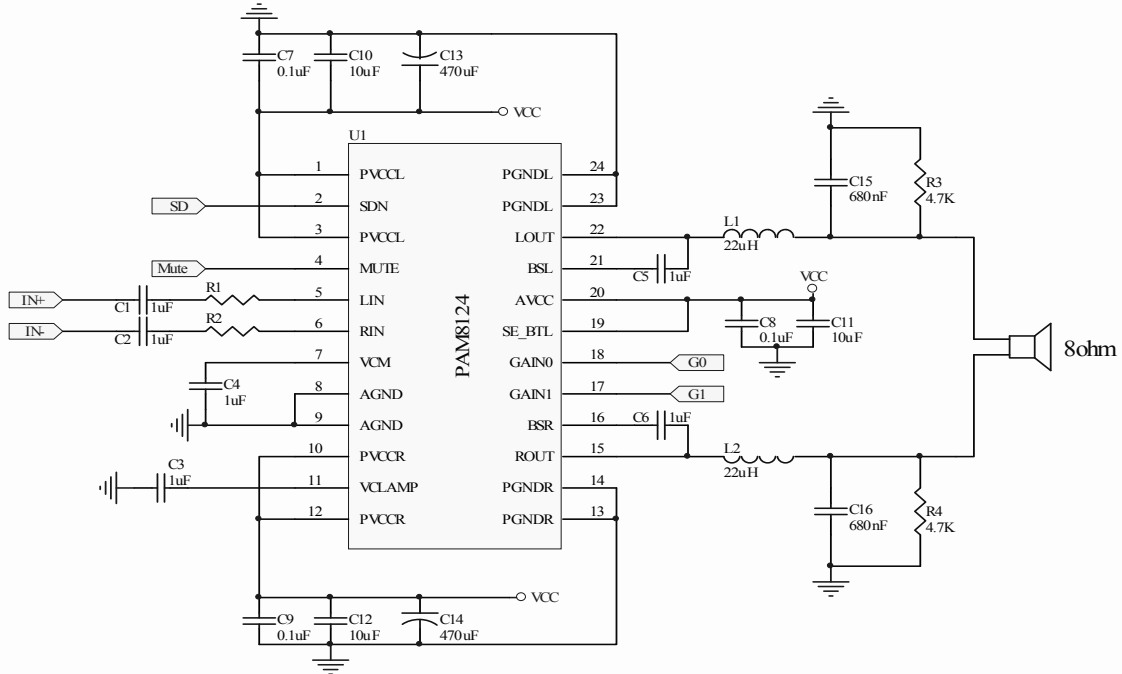 C7
0.1uF
C10
10uF
C13
470uF
VCC
U1
PAM8124
1 PVCCL
2 SDN
3 PVCCL
4 MUTE
5 LIN
6 RIN
7 VCM
8 AGND
9 AGND
10 PVCCR
11 VCLAMP
12 PVCCR
PGNDL 24
PGNDL 23
LOUT 22
BSL 21
AVCC 20
SE_BTL 19
GAIN0 18
GAIN1 17
BSR 16
ROUT 15
PGNDR 14
PGNDR 13
SD
Mute
IN+
C1
1uF
R1
IN-
C2
1uF
R2
C4
1uF
C3
1uF
C15
680nF
R3
4.7K
L1
22uH
C5
1uF
VCC
C8
0.1uF
C11
10uF
G0
G1
C6
1uF
L2
22uH
8ohm
C16
680nF
R4
4.7K
VCC
C9
0.1uF
C12
10uF
C14
470uF